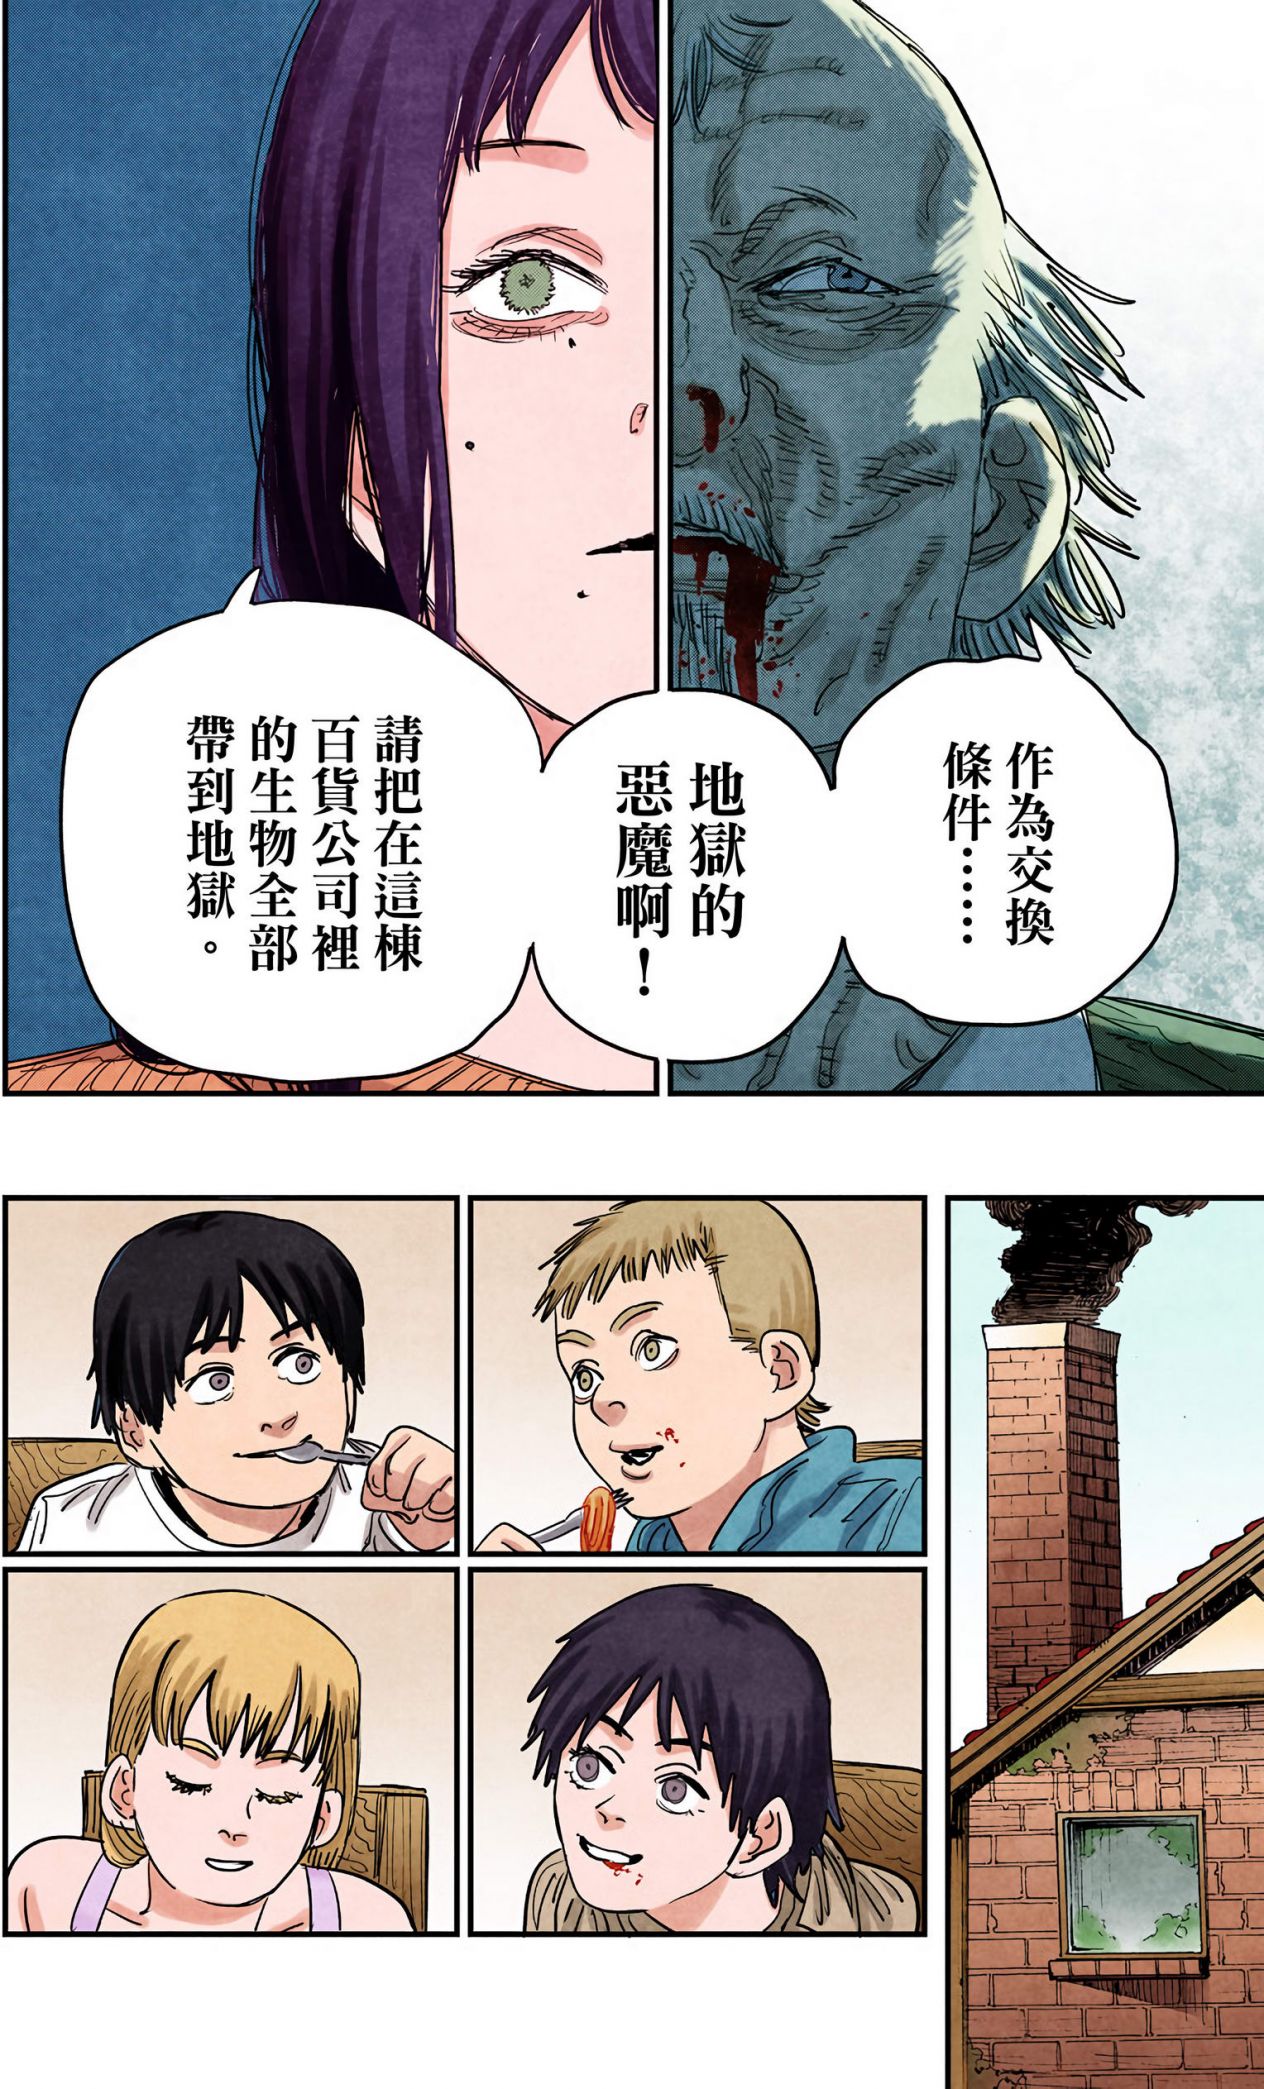 作為交換
條件⋯⋯⋯
地獄的
惡魔啊！
請把在這棟
百貨公司裡
的生物全部
帶到地獄。